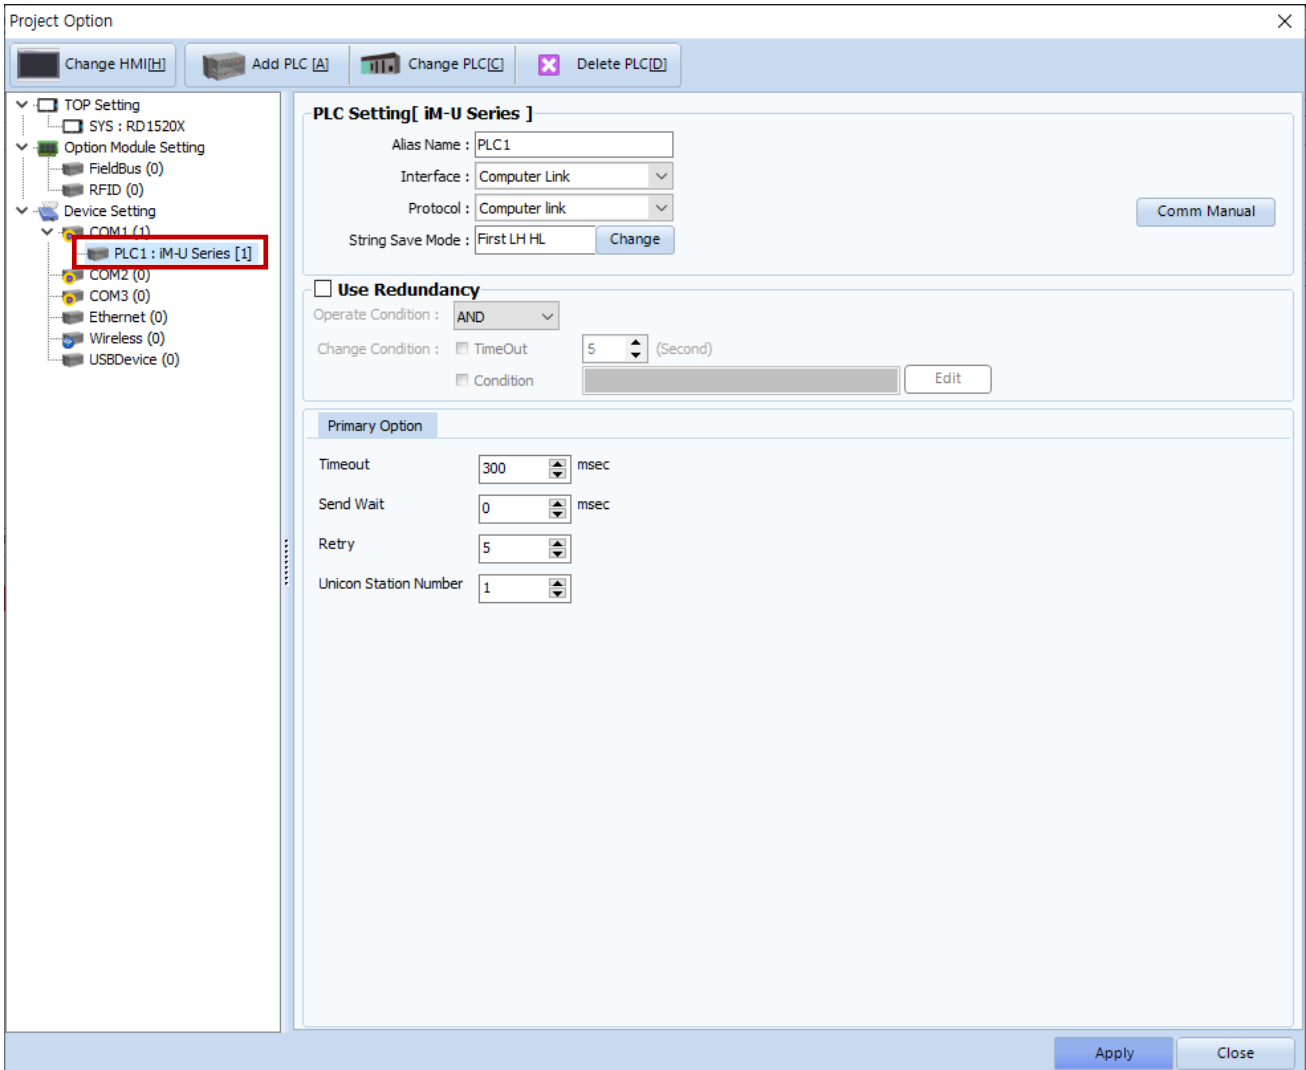 Project Option
Change HMI[H]
Add PLC [A]
Change PLC[C]
Delete PLC[D]
TOP Setting
SYS : RD1520X
Option Module Setting
FieldBus (0)
RFID (0)
Device Setting
COM1 (1)
PLC1 : iM-U Series [1]
COM2 (0)
COM3 (0)
Ethernet (0)
Wireless (0)
USBDevice (0)
PLC Setting[ iM-U Series ]
Alias Name : PLC1
Interface : Computer Link
Protocol : Computer link
Comm Manual
String Save Mode : First LH HL Change
Use Redundancy
Operate Condition : AND
Change Condition : TimeOut 5 (Second)
Condition Edit
Primary Option
Timeout 300 msec
Send Wait 0 msec
Retry 5
Unicon Station Number 1
Apply Close